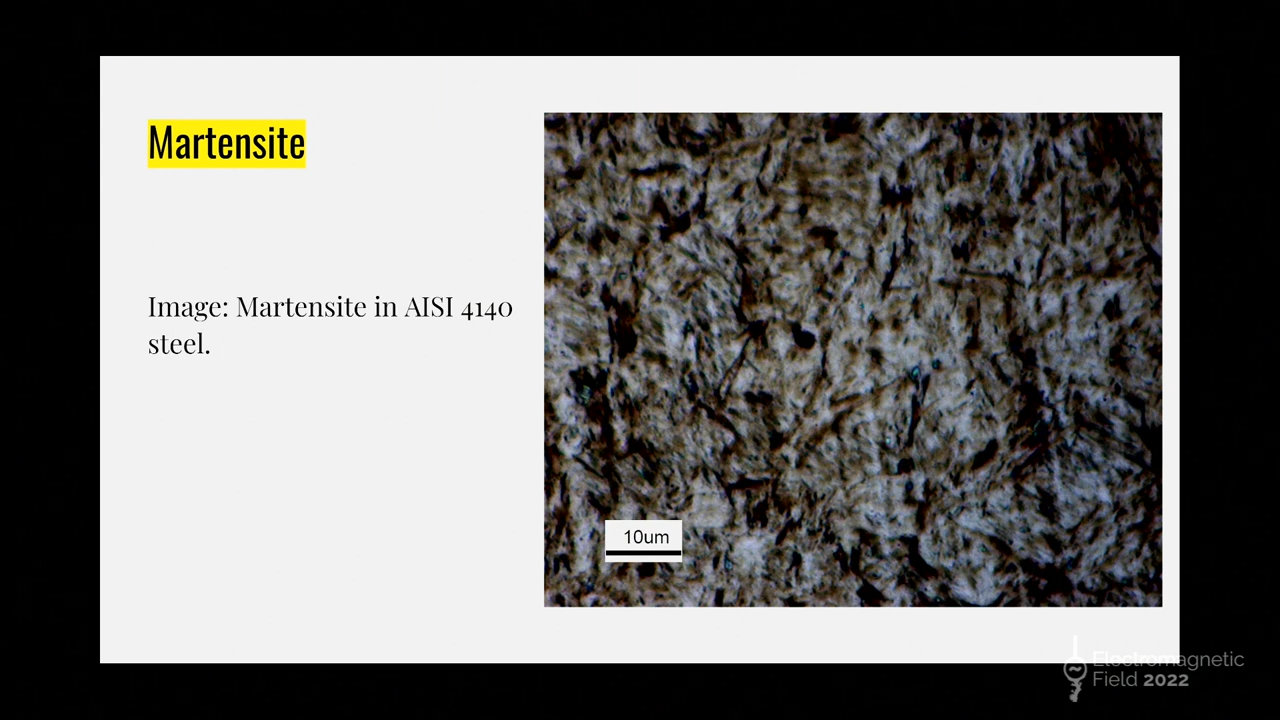 Martensite
Image: Martensite in AISI 4140
steel.
10um
Electromagnetic
Field 2022